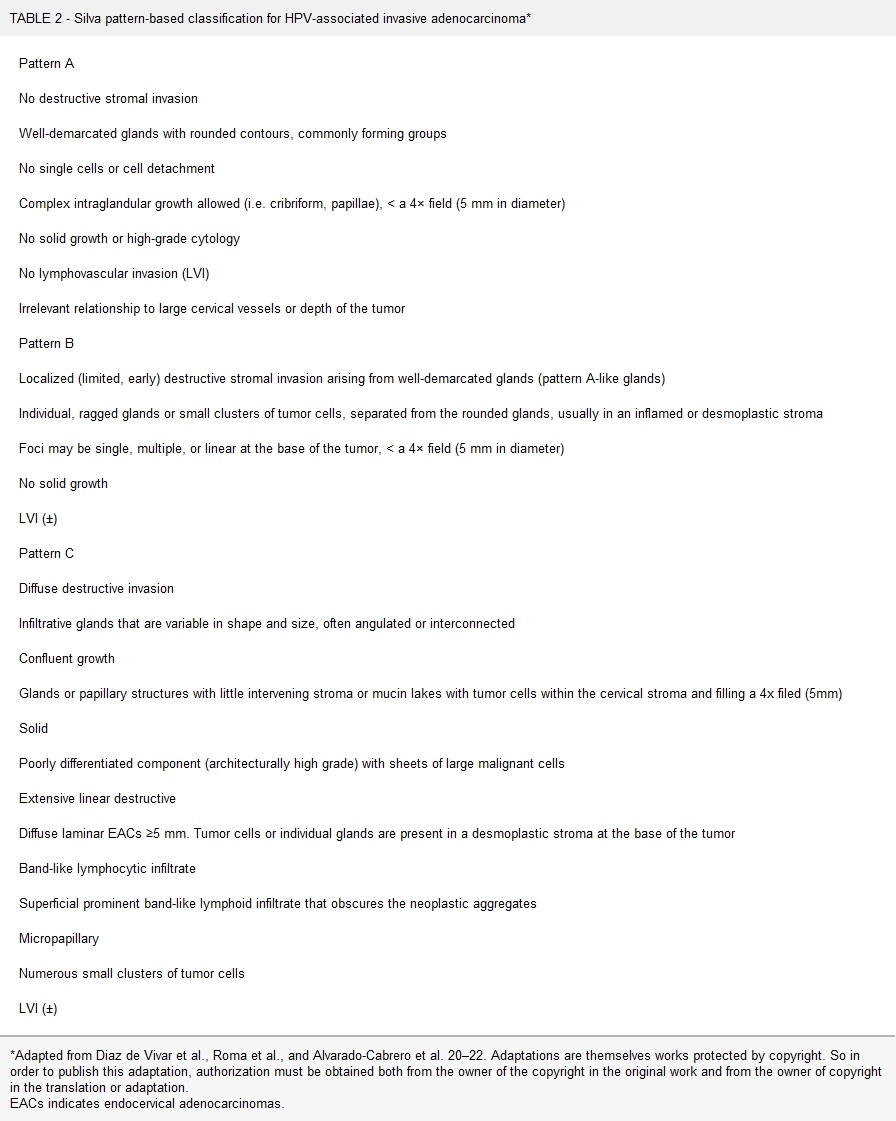 TABLE 2 - Silva pattern-based classification for HPV-associated invasive adenocarcinoma*
Pattern A
No destructive stromal invasion
Well-demarcated glands with rounded contours, commonly forming groups
No single cells or cell detachment
Complex intraglandular growth allowed (i.e. cribriform, papillae), < a 4× field (5 mm in diameter)
No solid growth or high-grade cytology
No lymphovascular invasion (LVI)
Irrelevant relationship to large cervical vessels or depth of the tumor
Pattern B
Localized (limited, early) destructive stromal invasion arising from well-demarcated glands (pattern A-like glands)
Individual, ragged glands or small clusters of tumor cells, separated from the rounded glands, usually in an inflamed or desmoplastic stroma
Foci may be single, multiple, or linear at the base of the tumor, < a 4× field (5 mm in diameter)
No solid growth
LVI (±)
Pattern C
Diffuse destructive invasion
Infiltrative glands that are variable in shape and size, often angulated or interconnected
Confluent growth
Glands or papillary structures with little intervening stroma or mucin lakes with tumor cells within the cervical stroma and filling a 4x filed (5mm)
Solid
Poorly differentiated component (architecturally high grade) with sheets of large malignant cells
Extensive linear destructive
Diffuse laminar EACs ≥5 mm. Tumor cells or individual glands are present in a desmoplastic stroma at the base of the tumor
Band-like lymphocytic infiltrate
Superficial prominent band-like lymphoid infiltrate that obscures the neoplastic aggregates
Micropapillary
Numerous small clusters of tumor cells
LVI (±)
*Adapted from Diaz de Vivar et al., Roma et al., and Alvarado-Cabrero et al. 20–22. Adaptations are themselves works protected by copyright. So in
order to publish this adaptation, authorization must be obtained both from the owner of the copyright in the original work and from the owner of copyright
in the translation or adaptation.
EACs indicates endocervical adenocarcinomas.